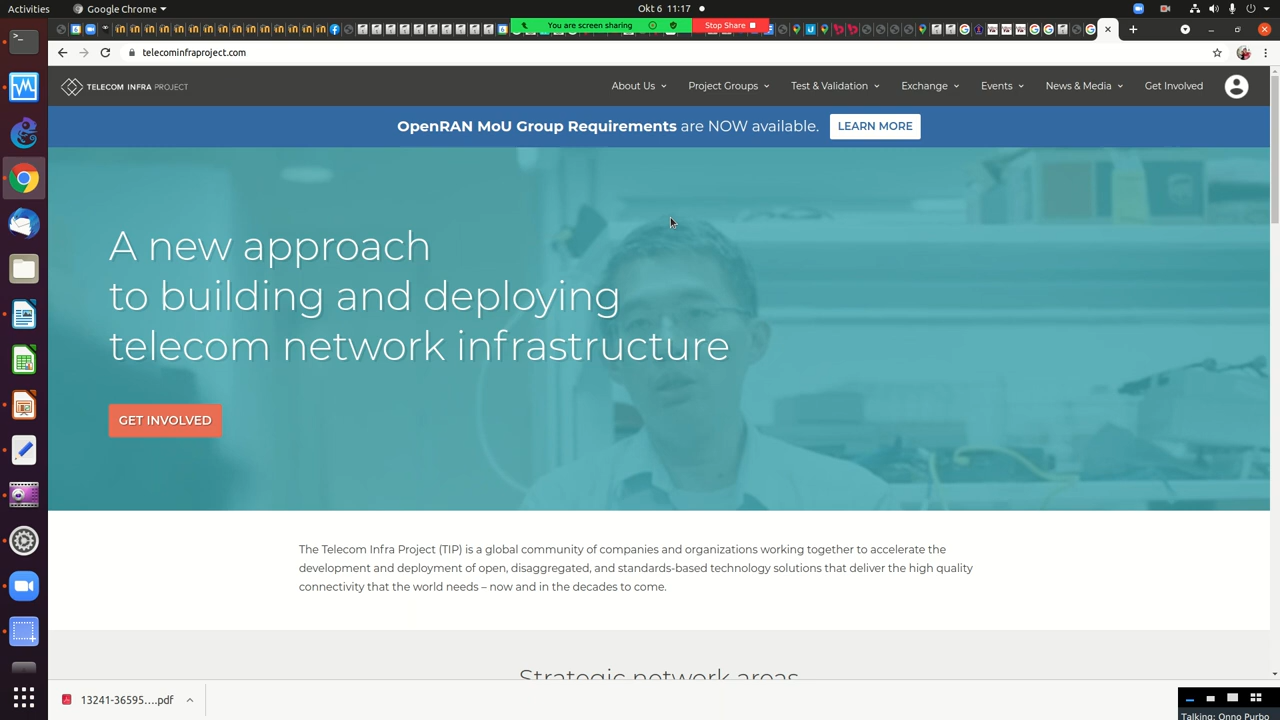 Activities
Google Chrome
Okt 6 11:17
You are screen sharing
Stop Share
telecominfraproject.com
TELECOM INFRA PROJECT
About Us
Project Groups
Test & Validation
Exchange
Events
News & Media
Get Involved
OpenRAN MoU Group Requirements are NOW available.
LEARN MORE
A new approach
to building and deploying
telecom network infrastructure
GET INVOLVED
The Telecom Infra Project (TIP) is a global community of companies and organizations working together to accelerate the
development and deployment of open, disaggregated, and standards-based technology solutions that deliver the high quality
connectivity that the world needs – now and in the decades to come.
Strategic network areas
13241-36595....pdf
Talking: Onno Purbo